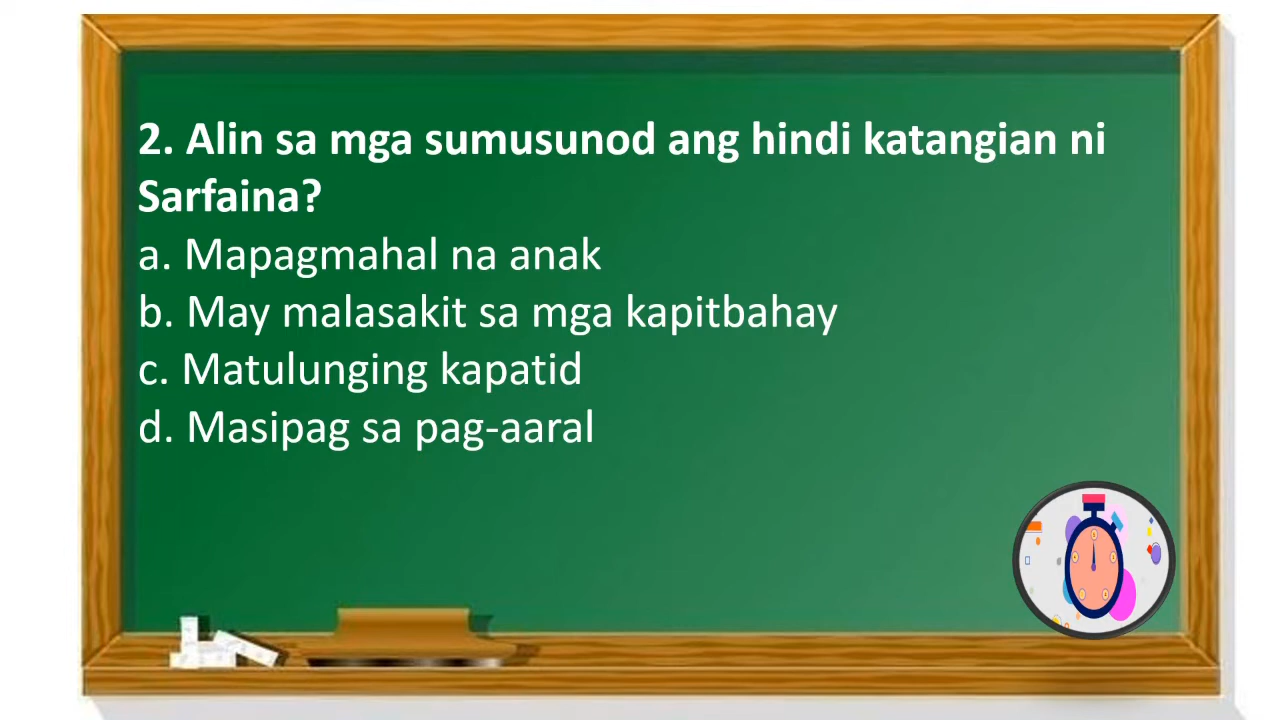 2. Alin sa mga sumusunod ang hindi katangian ni
Sarfaina?
a. Mapagmahal na anak
b. May malasakit sa mga kapitbahay
c. Matulunging kapatid
d. Masipag sa pag-aaral